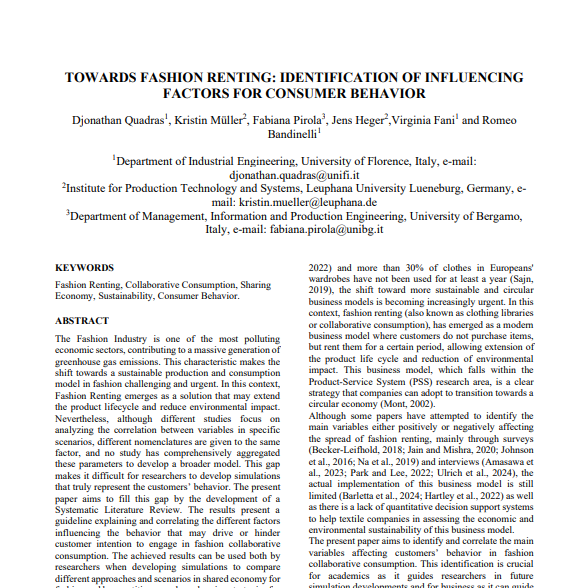 TOWARDS FASHION RENTING: IDENTIFICATION OF INFLUENCING
FACTORS FOR CONSUMER BEHAVIOR
Djonathan Quadras1, Kristin Müller2, Fabiana Pirola3, Jens Heger2,Virginia Fani1 and Romeo
Bandinelli1
1Department of Industrial Engineering, University of Florence, Italy, e-mail:
djonathan.quadras@unifi.it
2Institute for Production Technology and Systems, Leuphana University Lueneburg, Germany, e-
mail: kristin.mueller@leuphana.de
3Department of Management, Information and Production Engineering, University of Bergamo,
Italy, e-mail: fabiana.pirola@unibg.it
KEYWORDS
Fashion Renting, Collaborative Consumption, Sharing
Economy, Sustainability, Consumer Behavior.
ABSTRACT
The Fashion Industry is one of the most polluting
economic sectors, contributing to a massive generation of
greenhouse gas emissions. This characteristic makes the
shift towards a sustainable production and consumption
model in fashion challenging and urgent. In this context,
Fashion Renting emerges as a solution that may extend
the product lifecycle and reduce environmental impact.
Nevertheless, although different studies focus on
analyzing the correlation between variables in specific
scenarios, different nomenclatures are given to the same
factor, and no study has comprehensively aggregated
these parameters to develop a broader model. This gap
makes it difficult for researchers to develop simulations
that truly represent the customers' behavior. The present
paper aims to fill this gap by the development of a
Systematic Literature Review. The results present a
guideline explaining and correlating the different factors
influencing the behavior that may drive or hinder
customer intention to engage in fashion collaborative
consumption. The achieved results can be used both by
researchers when developing simulations to compare
different approaches and scenarios in shared economy for
2022) and more than 30% of clothes in Europeans'
wardrobes have not been used for at least a year (Sajn,
2019), the shift toward more sustainable and circular
business models is becoming increasingly urgent. In this
context, fashion renting (also known as clothing libraries
or collaborative consumption), has emerged as a modern
business model where customers do not purchase items,
but rent them for a certain period, allowing extension of
the product life cycle and reduction of environmental
impact. This business model, which falls within the
Product-Service System (PSS) research area, is a clear
strategy that companies can adopt to transition towards a
circular economy (Mont, 2002).
Although some papers have attempted to identify the
main variables either positively or negatively affecting
the spread of fashion renting, mainly through surveys
(Becker-Leifhold, 2018; Jain and Mishra, 2020; Johnson
et al., 2016; Na et al., 2019) and interviews (Amasawa et
al., 2023; Park and Lee, 2022; Ulrich et al., 2024), the
actual implementation of this business model is still
limited (Barletta et al., 2024; Hartley et al., 2022) as well
as there is a lack of quantitative decision support systems
to help textile companies in assessing the economic and
environmental sustainability of this business model.
The present paper aims to identify and correlate the main
variables affecting customers' behavior in fashion
collaborative consumption. This identification is crucial
for academics as it guides researchers in future